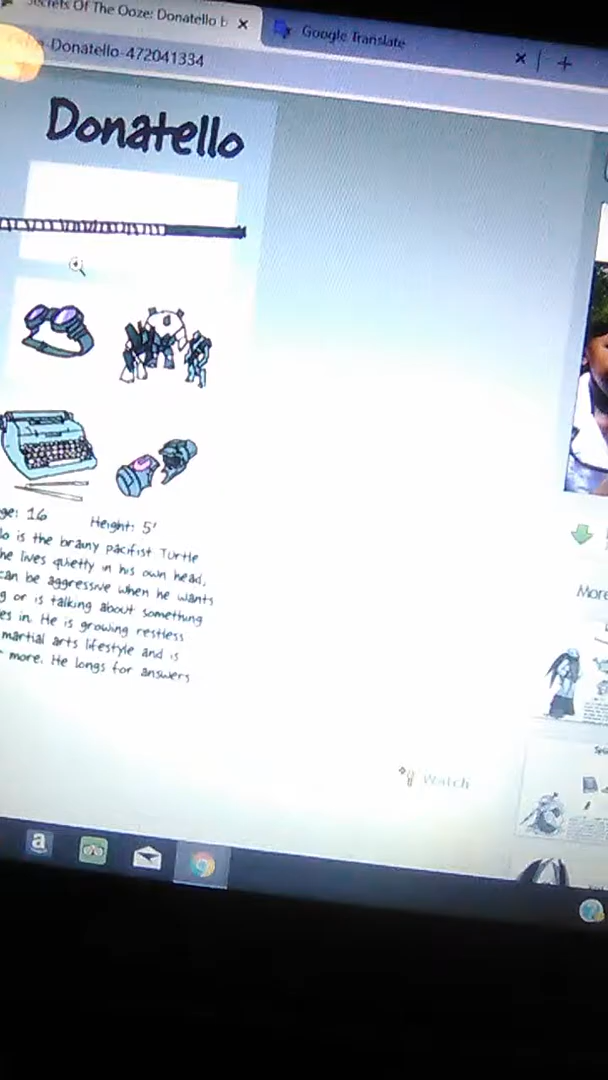 Secrets Of The Ooze: Donatello b
Google Translate
-Donatello-472041334
Donatello
ge: 16 Height: 5'
lo is the brainy pacifist Turtle
he lives quietly in his own head,
can be aggressive when he wants
g or is talking about something
es in. He is growing restless
martial arts lifestyle and is
more. He longs for answers
More
Watch